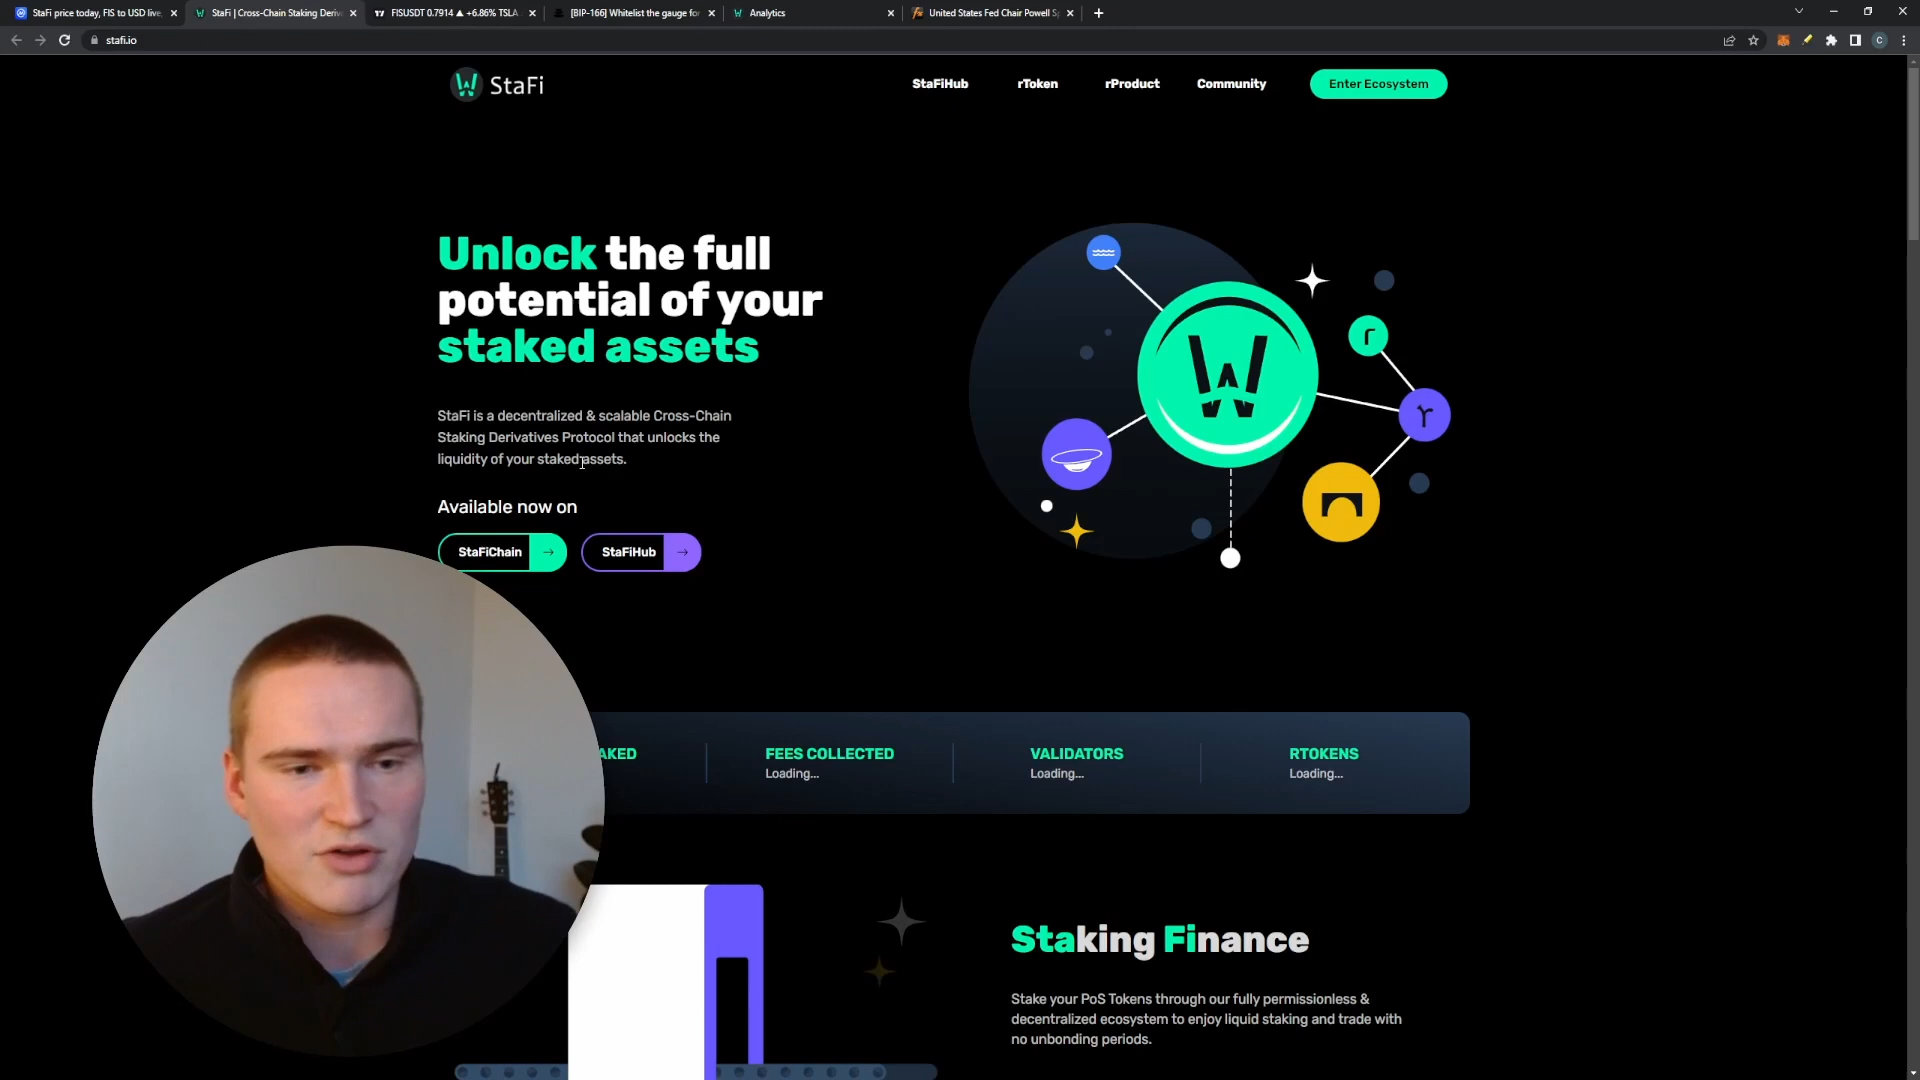 StaFi price today, FIS to USD live,
StaFi | Cross-Chain Staking Deriv
FISUSDT 0.7914 ▲ +6.86% TSLA
[BIP-166] Whitelist the gauge for
Analytics
United States Fed Chair Powell Sp
stafi.io
C
StaFi
StaFiHub
rToken
rProduct
Community
Enter Ecosystem
Unlock the full
potential of your
staked assets
StaFi is a decentralized & scalable Cross-Chain
Staking Derivatives Protocol that unlocks the
liquidity of your staked assets.
Available now on
StaFiChain
StaFiHub
FEES COLLECTED
Loading...
VALIDATORS
Loading...
RTOKENS
Loading...
Staking Finance
Stake your PoS Tokens through our fully permissionless &
decentralized ecosystem to enjoy liquid staking and trade with
no unbonding periods.